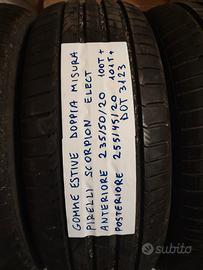 GOMME ESTIVE DOPPIA MISURA
PIRELLI SCORPION ELECT
ANTERIORE 235/50/20 100T+
POSTERIORE 255/45/20 101T+
DOT 3123
subito